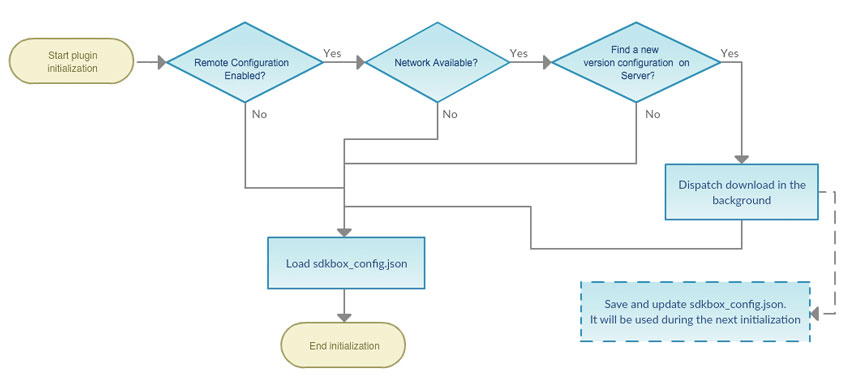 Start plugin
initialization
Remote Configuration
Enabled?
Yes
No
Network Available?
Yes
No
Find a new
version configuration on
Server?
Yes
No
Dispatch download in the
background
Load sdkbox_config.json
Save and update sdkbox_config.json.
It will be used during the next initialization
End initialization